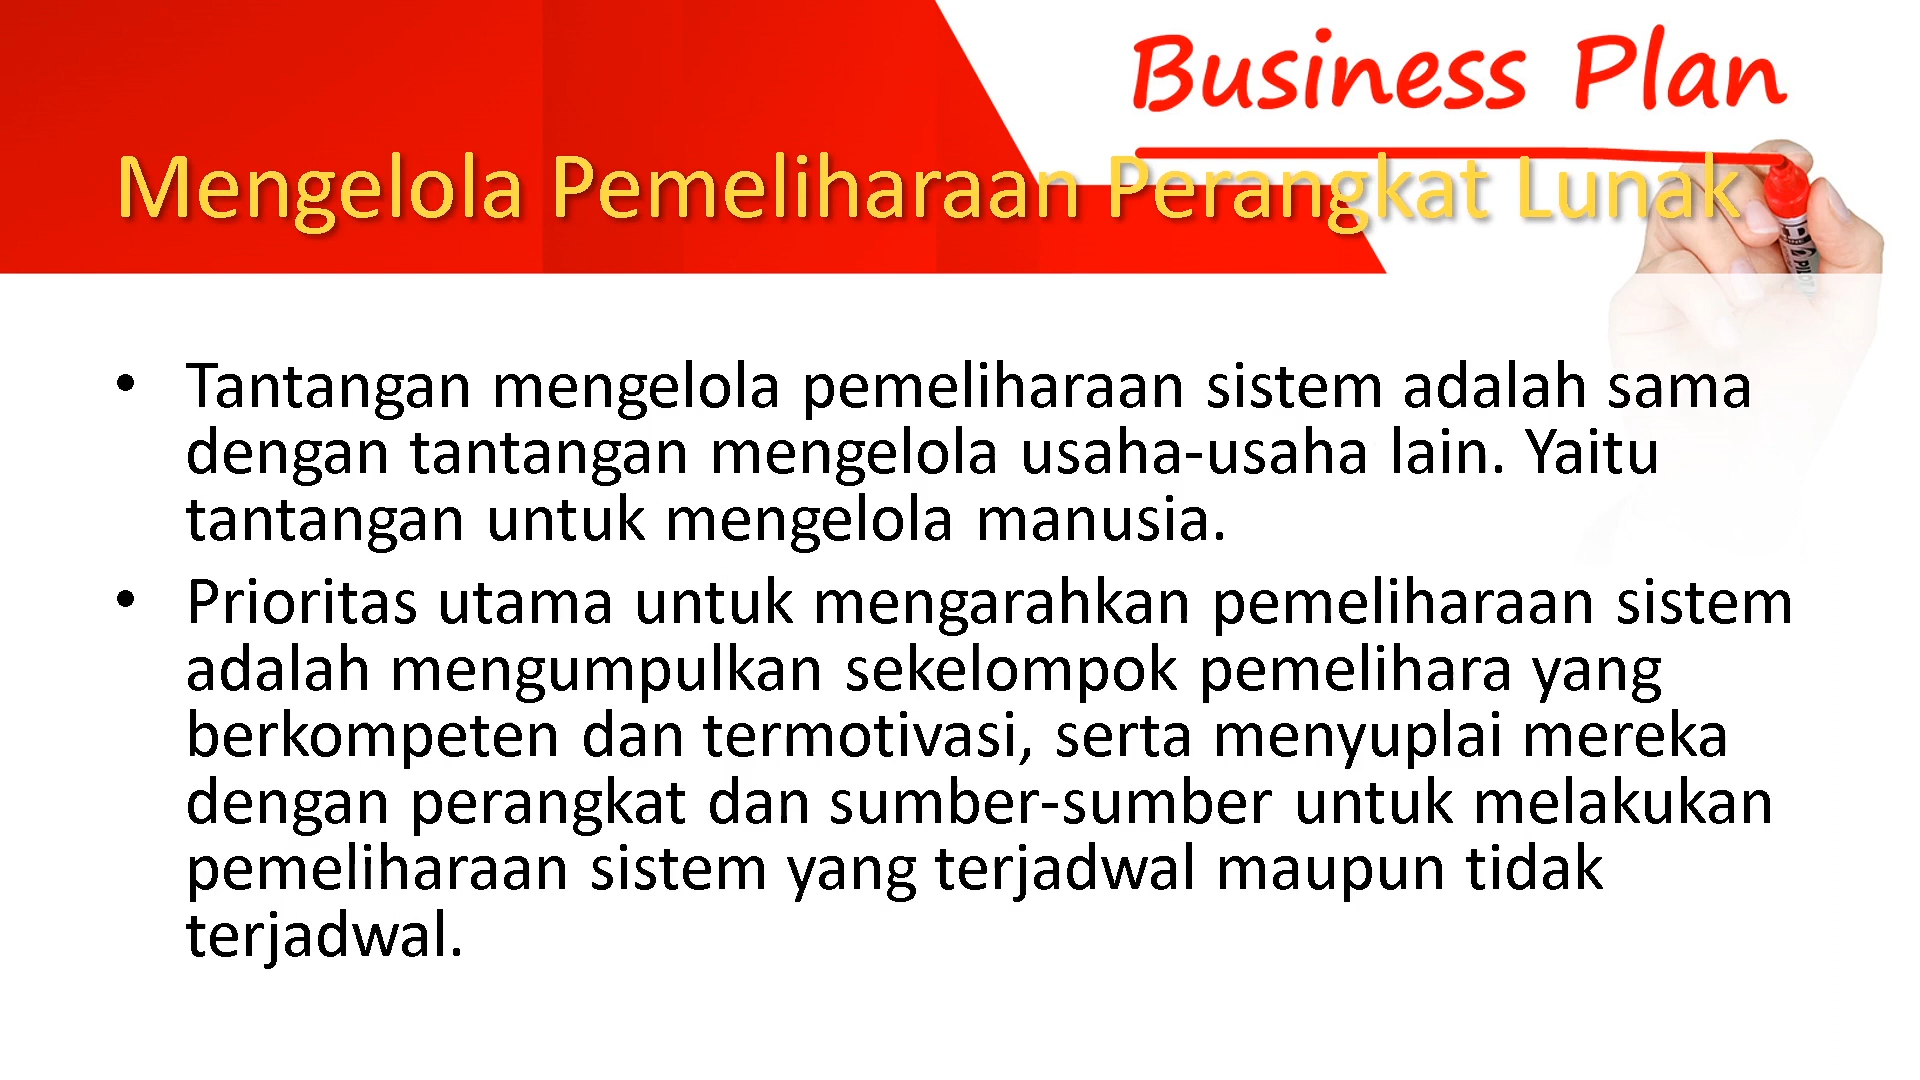 Business Plan
Mengelola Pemeliharaan Perangkat Lunak
• Tantangan mengelola pemeliharaan sistem adalah sama
dengan tantangan mengelola usaha-usaha lain. Yaitu
tantangan untuk mengelola manusia.
• Prioritas utama untuk mengarahkan pemeliharaan sistem
adalah mengumpulkan sekelompok pemelihara yang
berkompeten dan termotivasi, serta menyuplai mereka
dengan perangkat dan sumber-sumber untuk melakukan
pemeliharaan sistem yang terjadwal maupun tidak
terjadwal.